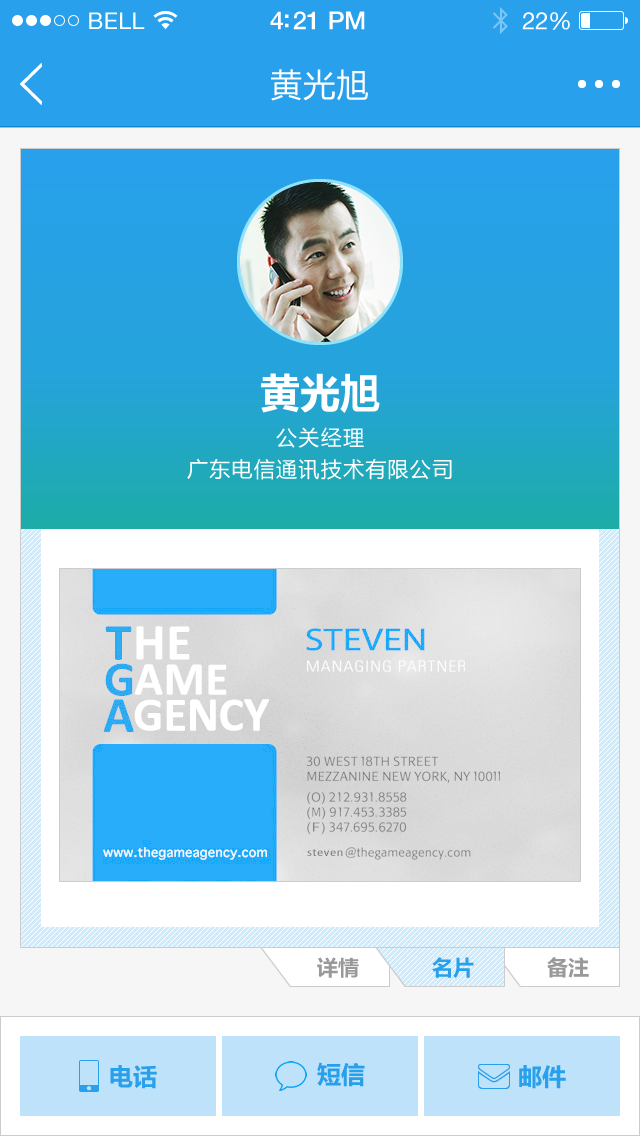 BELL 4:21 PM 22%
黄光旭
黄光旭
公关经理
广东电信通讯技术有限公司
THE
GAME
AGENCY
www.thegameagency.com
STEVEN
MANAGING PARTNER
30 WEST 18TH STREET
MEZZANINE NEW YORK, NY 10011
(O) 212.931.8558
(M) 917.453.3385
(F) 347.695.6270
steven@thegameagency.com
详情 名片 备注
电话 短信 邮件